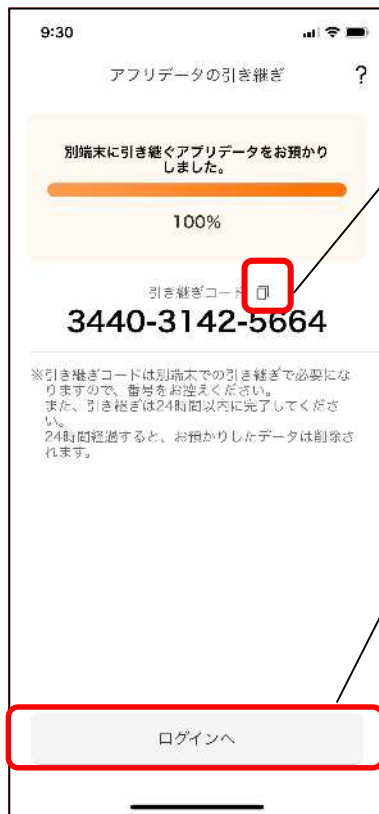 9:30
アプリデータの引き継ぎ
?
別端末に引き継ぐアプリデータをお預かり
しました。
100%
引き継ぎコード
3440-3142-5664
※引き継ぎコードは別端末での引き継ぎで必要にな
りますので、番号をお控えください。
また、引き継ぎは24時間以内に完了してくださ
い。
24時間経過すると、お預かりしたデータは削除さ
れます。
ログインへ